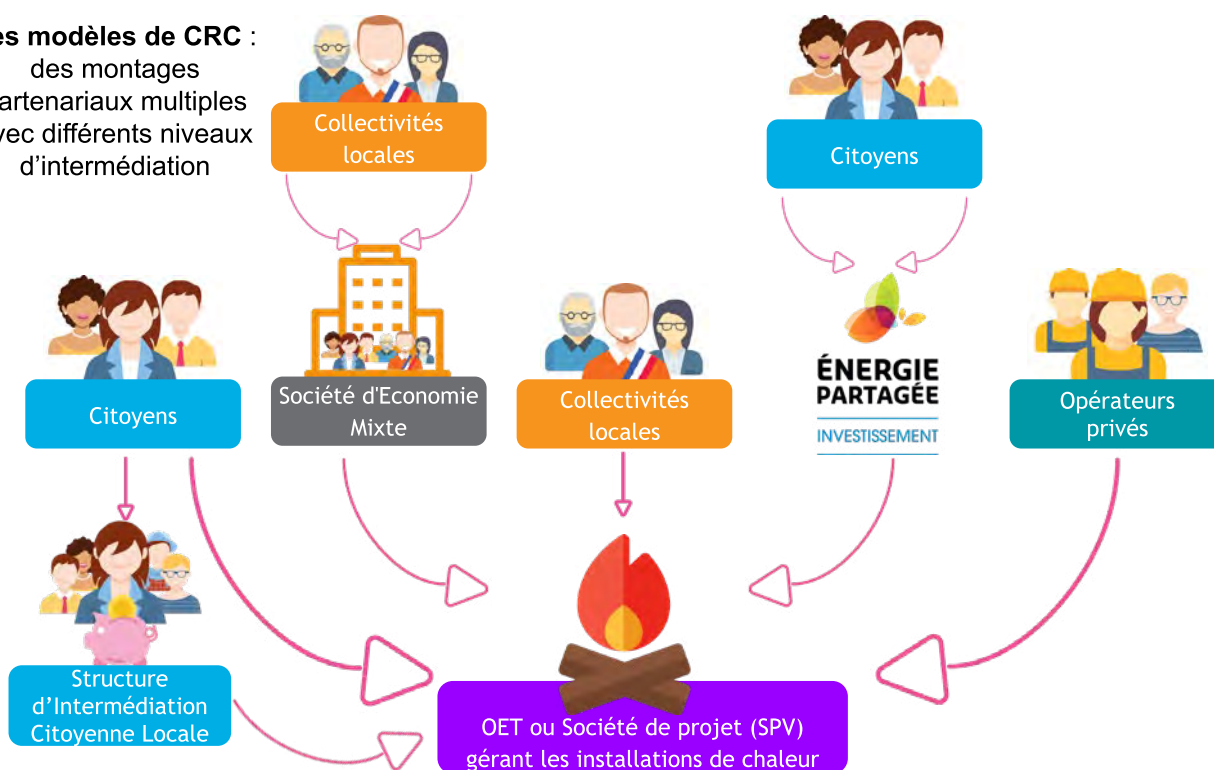 es modèles de CRC :
des montages
artenariaux multiples
vec différents niveaux
d’intermédiation
Collectivités
locales
Citoyens
Citoyens
Société d'Economie
Mixte
Collectivités
locales
ÉNERGIE
PARTAGÉE
INVESTISSEMENT
Opérateurs
privés
Structure
d’Intermédiation
Citoyenne Locale
OET ou Société de projet (SPV)
gérant les installations de chaleur